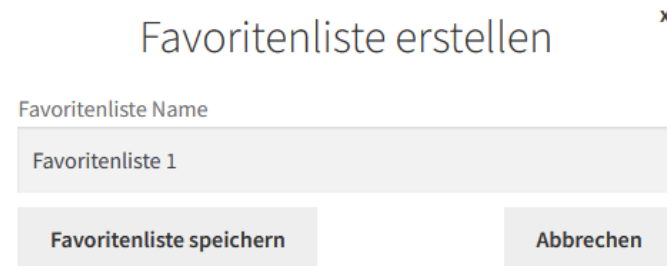 x
Favoritenliste erstellen
Favoritenliste Name
Favoritenliste 1
Favoritenliste speichern
Abbrechen